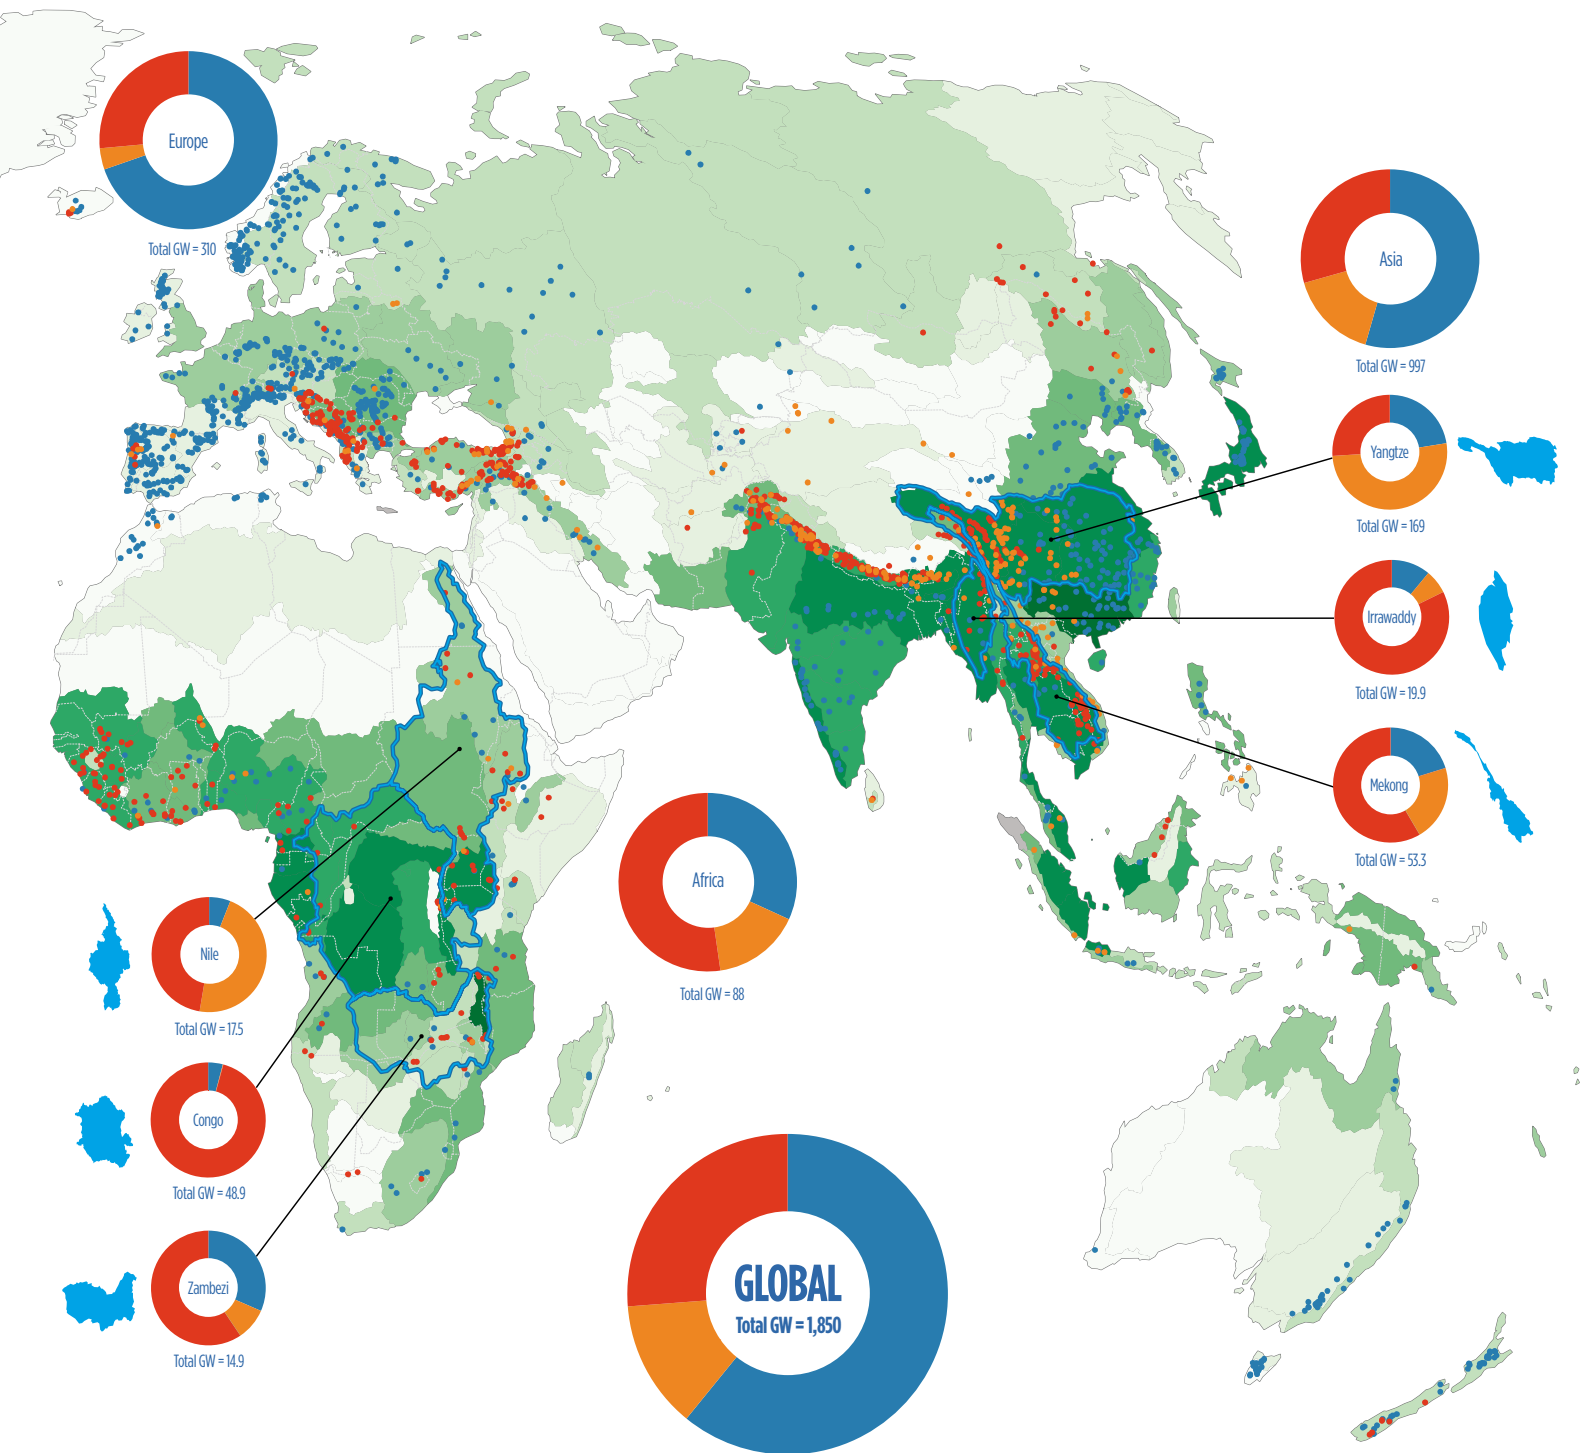 Europe
Total GW = 310
Asia
Total GW = 997
Yangtze
Total GW = 169
Irrawaddy
Total GW = 19.9
Mekong
Total GW = 53.3
Africa
Total GW = 88
Nile
Total GW = 17.5
Congo
Total GW = 48.9
Zambezi
Total GW = 14.9
GLOBAL
Total GW = 1,850